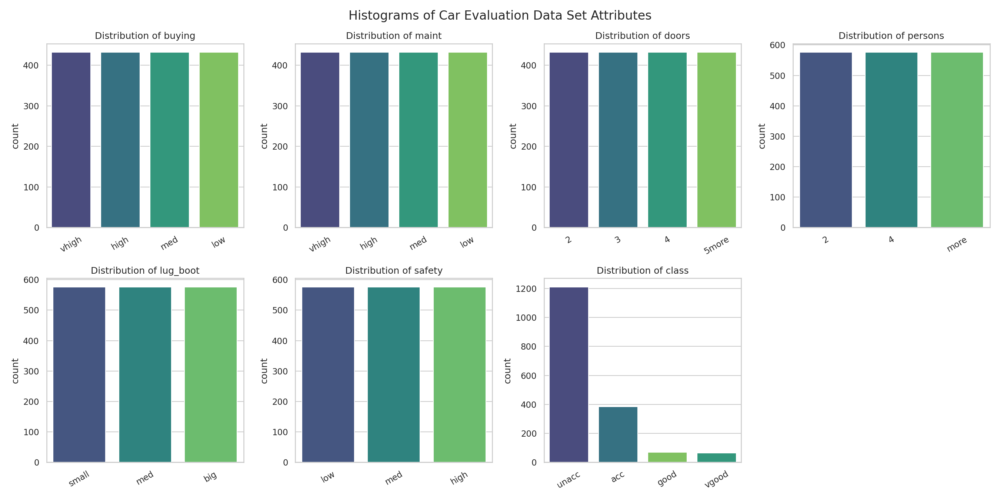 Histograms of Car Evaluation Data Set Attributes
Distribution of buying
count
400
300
200
100
0
vhigh
high
med
low
Distribution of maint
count
400
300
200
100
0
vhigh
high
med
low
Distribution of doors
count
400
300
200
100
0
2
3
4
5more
Distribution of persons
count
600
500
400
300
200
100
0
2
4
more
Distribution of lug_boot
count
600
500
400
300
200
100
0
small
med
big
Distribution of safety
count
600
500
400
300
200
100
0
low
med
high
Distribution of class
count
1200
1000
800
600
400
200
0
unacc
acc
good
vgood